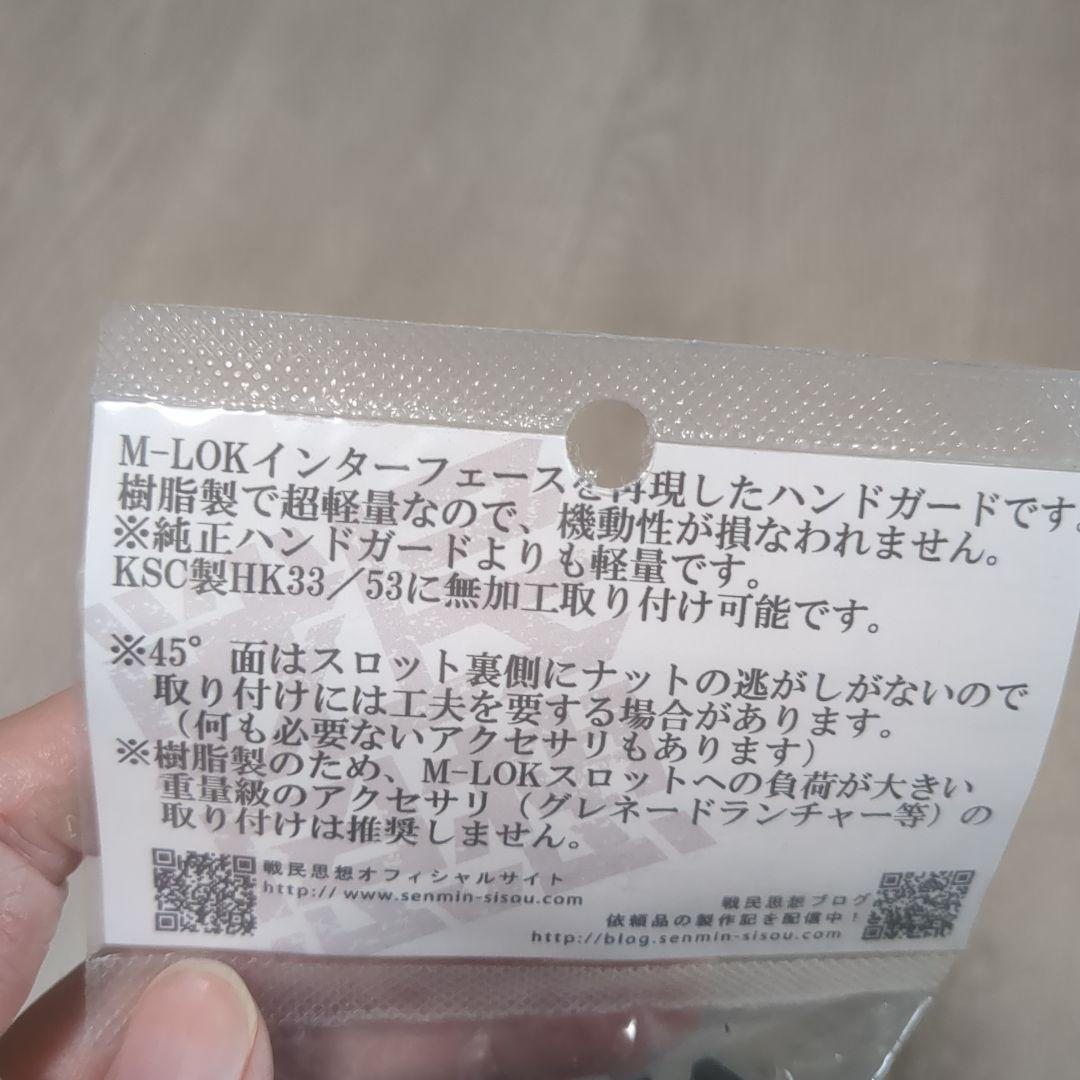 M-LOKインターフェースを再現したハンドガードです。
樹脂製で超軽量なので、機動性が損なわれません。
※純正ハンドガードよりも軽量です。
KSC製HK33／53に無加工取り付け可能です。
※45°面はスロット裏側にナットの逃がしがないので
取り付けには工夫を要する場合があります。
（何も必要ないアクセサリもあります）
※樹脂製のため、M-LOKスロットへの負荷が大きい
重量級のアクセサリ（グレネードランチャー等）の
取り付けは推奨しません。
戦民思想オフィシャルサイト
http://www.senmin-sisou.com
戦民思想ブログ
依頼品の製作記を配信中！
http://blog.senmin-sisou.com